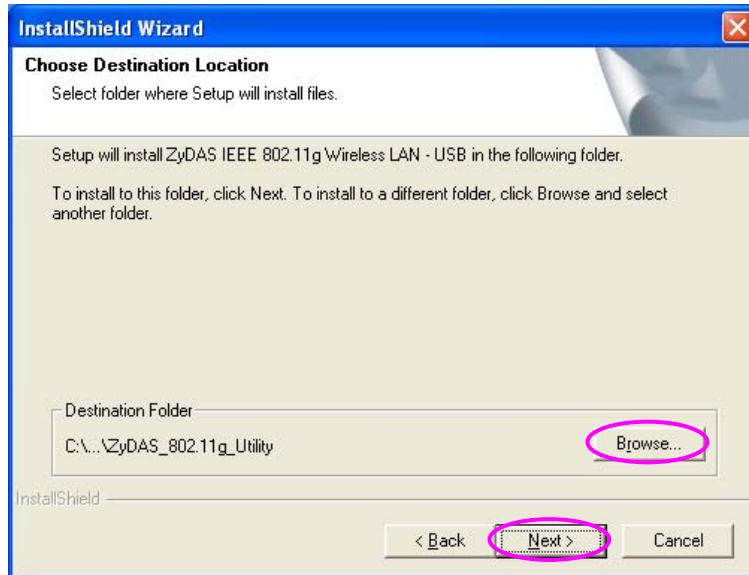 InstallShield Wizard
Choose Destination Location
Select folder where Setup will install files.
Setup will install ZyDAS IEEE 802.11g Wireless LAN - USB in the following folder.
To install to this folder, click Next. To install to a different folder, click Browse and select
another folder.
Destination Folder
C:\...\ZyDAS_802.11g_Utility
Browse...
InstallShield
< Back
Next >
Cancel